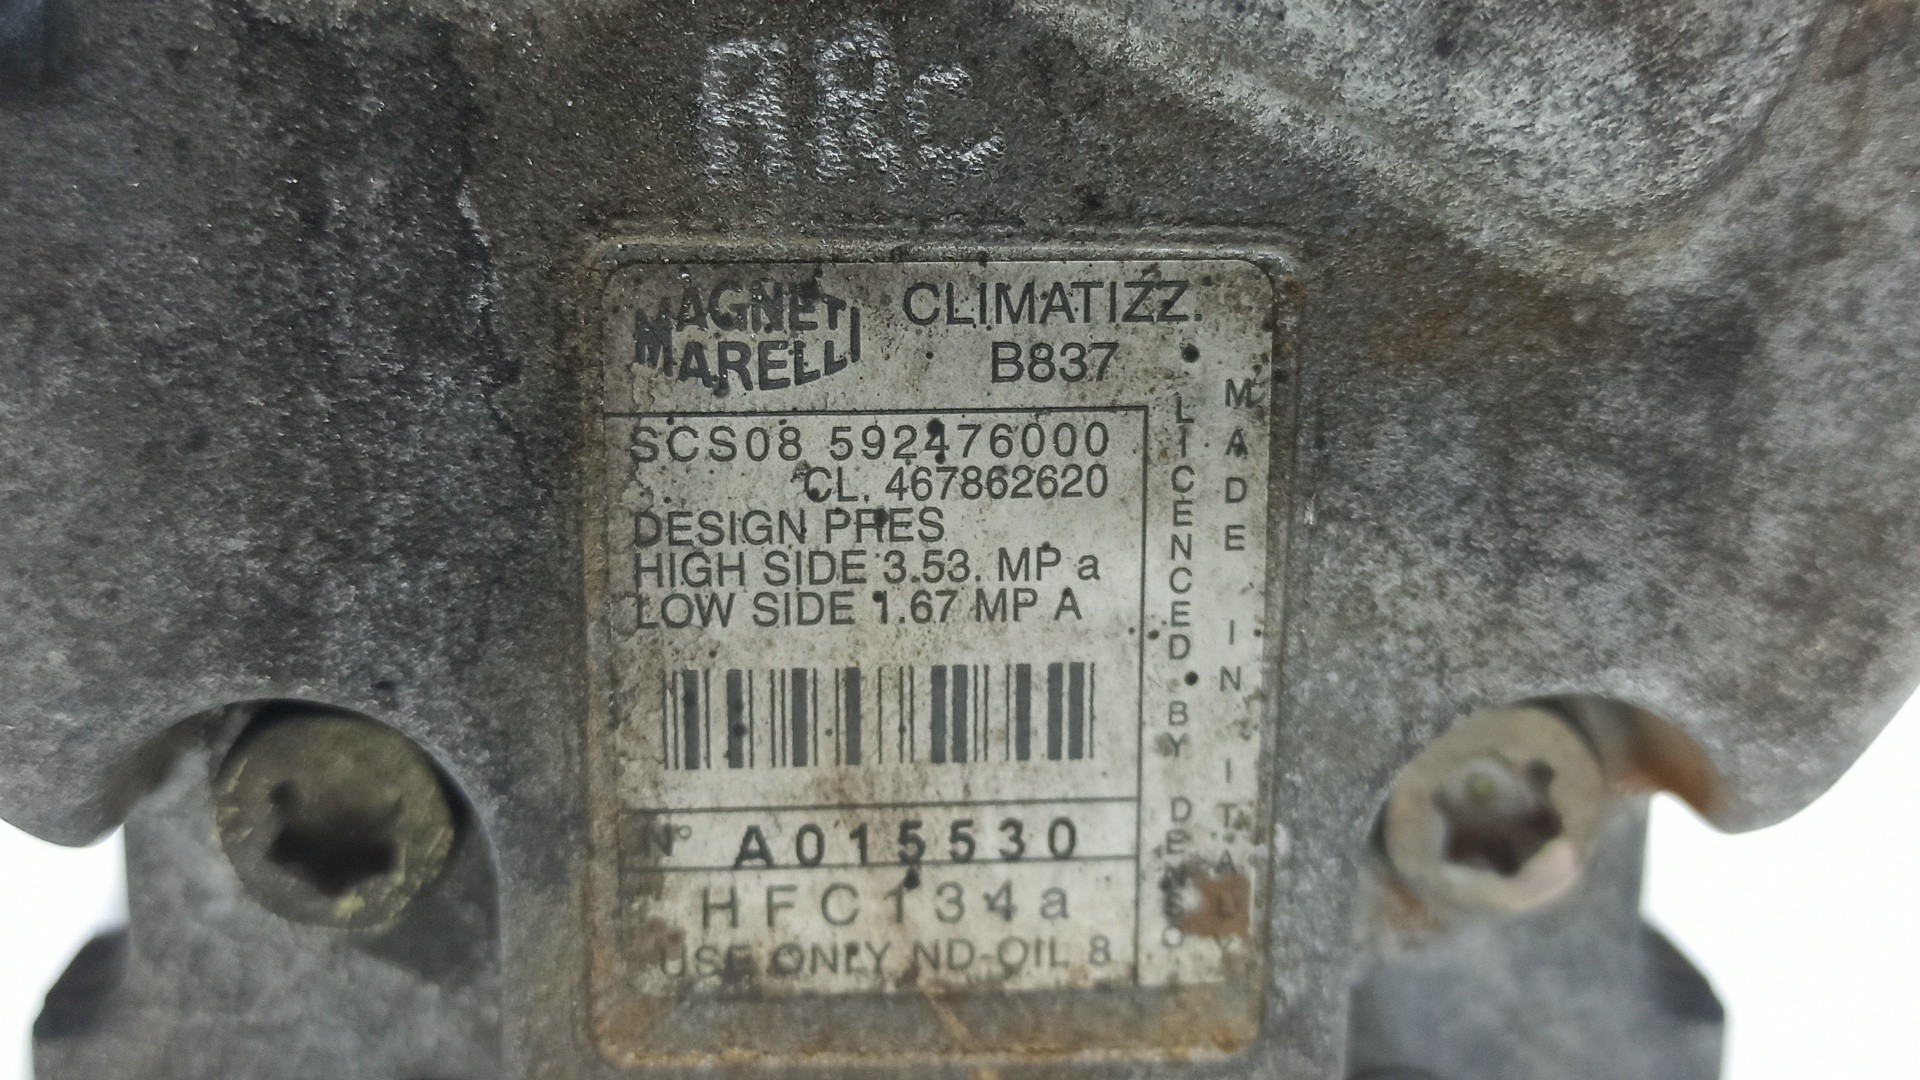 ARC
MAGNETI
MARELLI
CLIMATIZZ.
B837
SCS08 592476000
CL. 467862620
DESIGN PRES
HIGH SIDE 3.53. MP a
LOW SIDE 1.67 MP A
N° A015530
HFC134a
USE ONLY ND-OIL 8
LICENCED BY DENSO
MADE IN ITALY